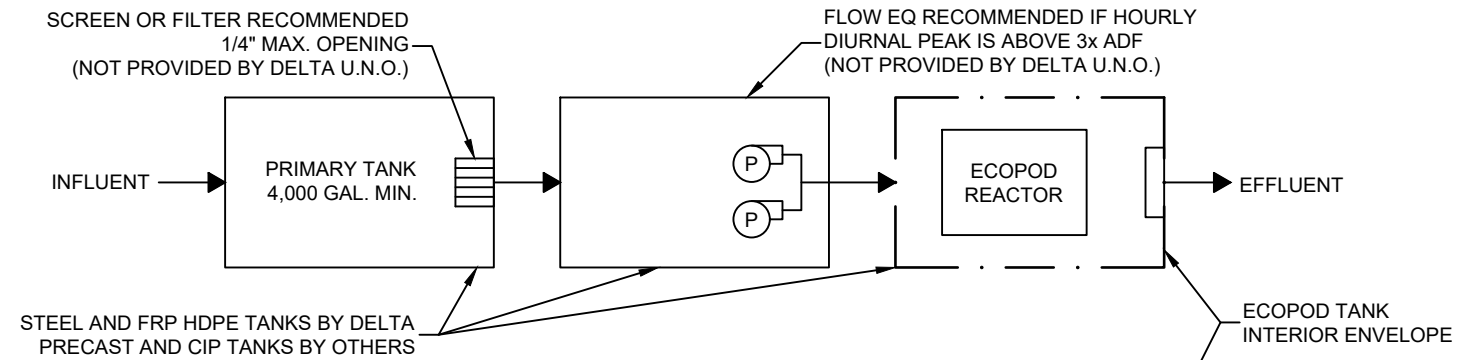 SCREEN OR FILTER RECOMMENDED
1/4" MAX. OPENING
(NOT PROVIDED BY DELTA U.N.O.)
FLOW EQ RECOMMENDED IF HOURLY
DIURNAL PEAK IS ABOVE 3x ADF
(NOT PROVIDED BY DELTA U.N.O.)
INFLUENT
PRIMARY TANK
4,000 GAL. MIN.
P
P
ECOPOD
REACTOR
EFFLUENT
STEEL AND FRP HDPE TANKS BY DELTA
PRECAST AND CIP TANKS BY OTHERS
ECOPOD TANK
INTERIOR ENVELOPE